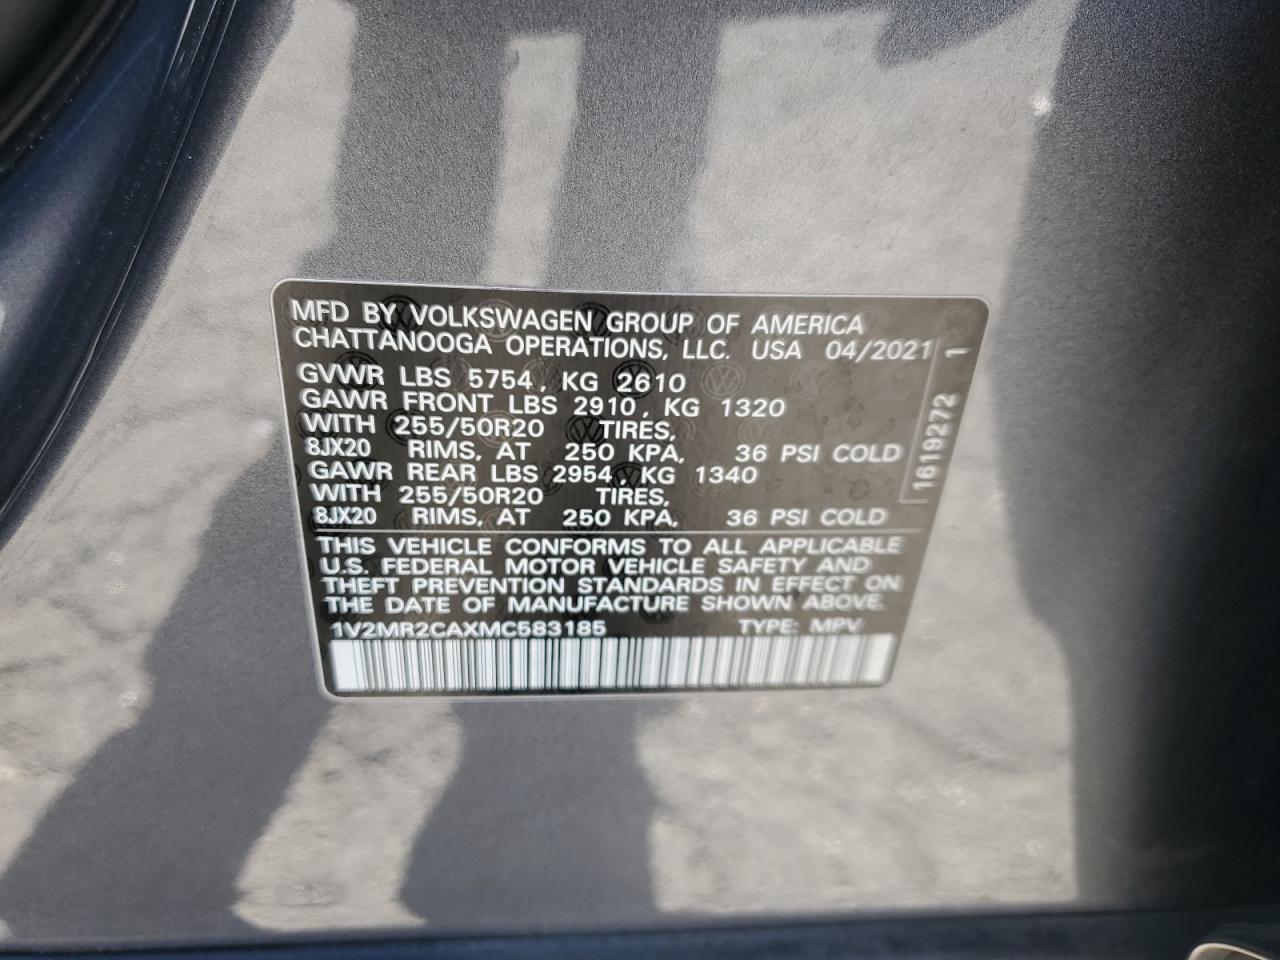 MFD BY VOLKSWAGEN GROUP OF AMERICA
CHATTANOOGA OPERATIONS, LLC. USA 04/2021
GVWR LBS 5754, KG 2610
GAWR FRONT LBS 2910, KG 1320
WITH 255/50R20 TIRES,
8JX20 RIMS, AT 250 KPA, 36 PSI COLD
GAWR REAR LBS 2954, KG 1340
WITH 255/50R20 TIRES,
8JX20 RIMS, AT 250 KPA, 36 PSI COLD
1619272 1
THIS VEHICLE CONFORMS TO ALL APPLICABLE
U.S. FEDERAL MOTOR VEHICLE SAFETY AND
THEFT PREVENTION STANDARDS IN EFFECT ON
THE DATE OF MANUFACTURE SHOWN ABOVE.
1V2MR2CAXMC583185 TYPE: MPV